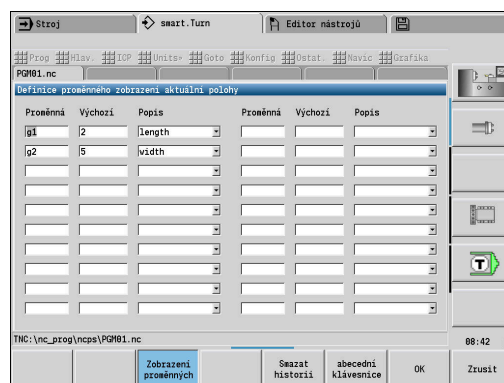 Stroj
smart.Turn
Editor nástrojů
Prog Hlav. ICP Units» Goto Konfig Ostat. Navíc Grafika
PGM01.nc
Definice proměnného zobrazení aktuální polohy
Proměnná Výchozí Popis Proměnná Výchozí Popis
g1 2 length
g2 5 width
T
TNC:\nc_prog\ncps\PGM01.nc
08:42
Zobrazení proměnných
Smazat historii
abecední klávesnice
OK
Zrusit